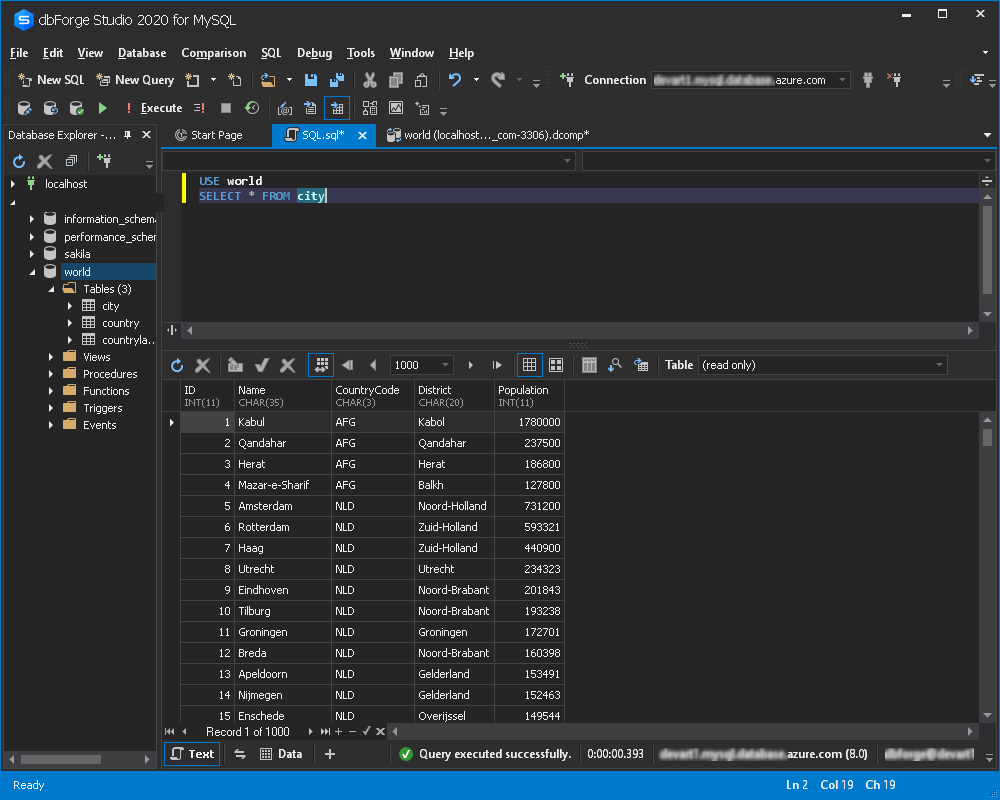 dbForge Studio 2020 for MySQL
File Edit View Database Comparison SQL Debug Tools Window Help
New SQL New Query Connection azure.com
Execute
Database Explorer -... Start Page SQL.sql* world (localhost..._com-3306).dcomp*
localhost
information_schema
performance_schem
sakila
world
Tables (3)
city
country
countryla..
Views
Procedures
Functions
Triggers
Events
USE world
SELECT * FROM city
1000 Table (read only)
ID Name CountryCode District Population
INT(11) CHAR(35) CHAR(3) CHAR(20) INT(11)
1 Kabul AFG Kabol 1780000
2 Qandahar AFG Qandahar 237500
3 Herat AFG Herat 186800
4 Mazar-e-Sharif AFG Balkh 127800
5 Amsterdam NLD Noord-Holland 731200
6 Rotterdam NLD Zuid-Holland 593321
7 Haag NLD Zuid-Holland 440900
8 Utrecht NLD Utrecht 234323
9 Eindhoven NLD Noord-Brabant 201843
10 Tilburg NLD Noord-Brabant 193238
11 Groningen NLD Groningen 172701
12 Breda NLD Noord-Brabant 160398
13 Apeldoorn NLD Gelderland 153491
14 Nijmegen NLD Gelderland 152463
15 Enschede NLD Overijssel 149544
Record 1 of 1000
Text Data Query executed successfully. 0:00:00.393 azure.com (8.0)
Ready Ln 2 Col 19 Ch 19